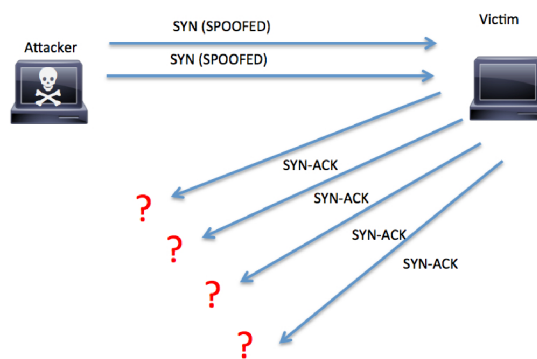 SYN (SPOOFED)
Victim
Attacker
SYN (SPOOFED)
SYN-ACK
SYN-ACK
SYN-ACK
SYN-ACK
?
?
?
?